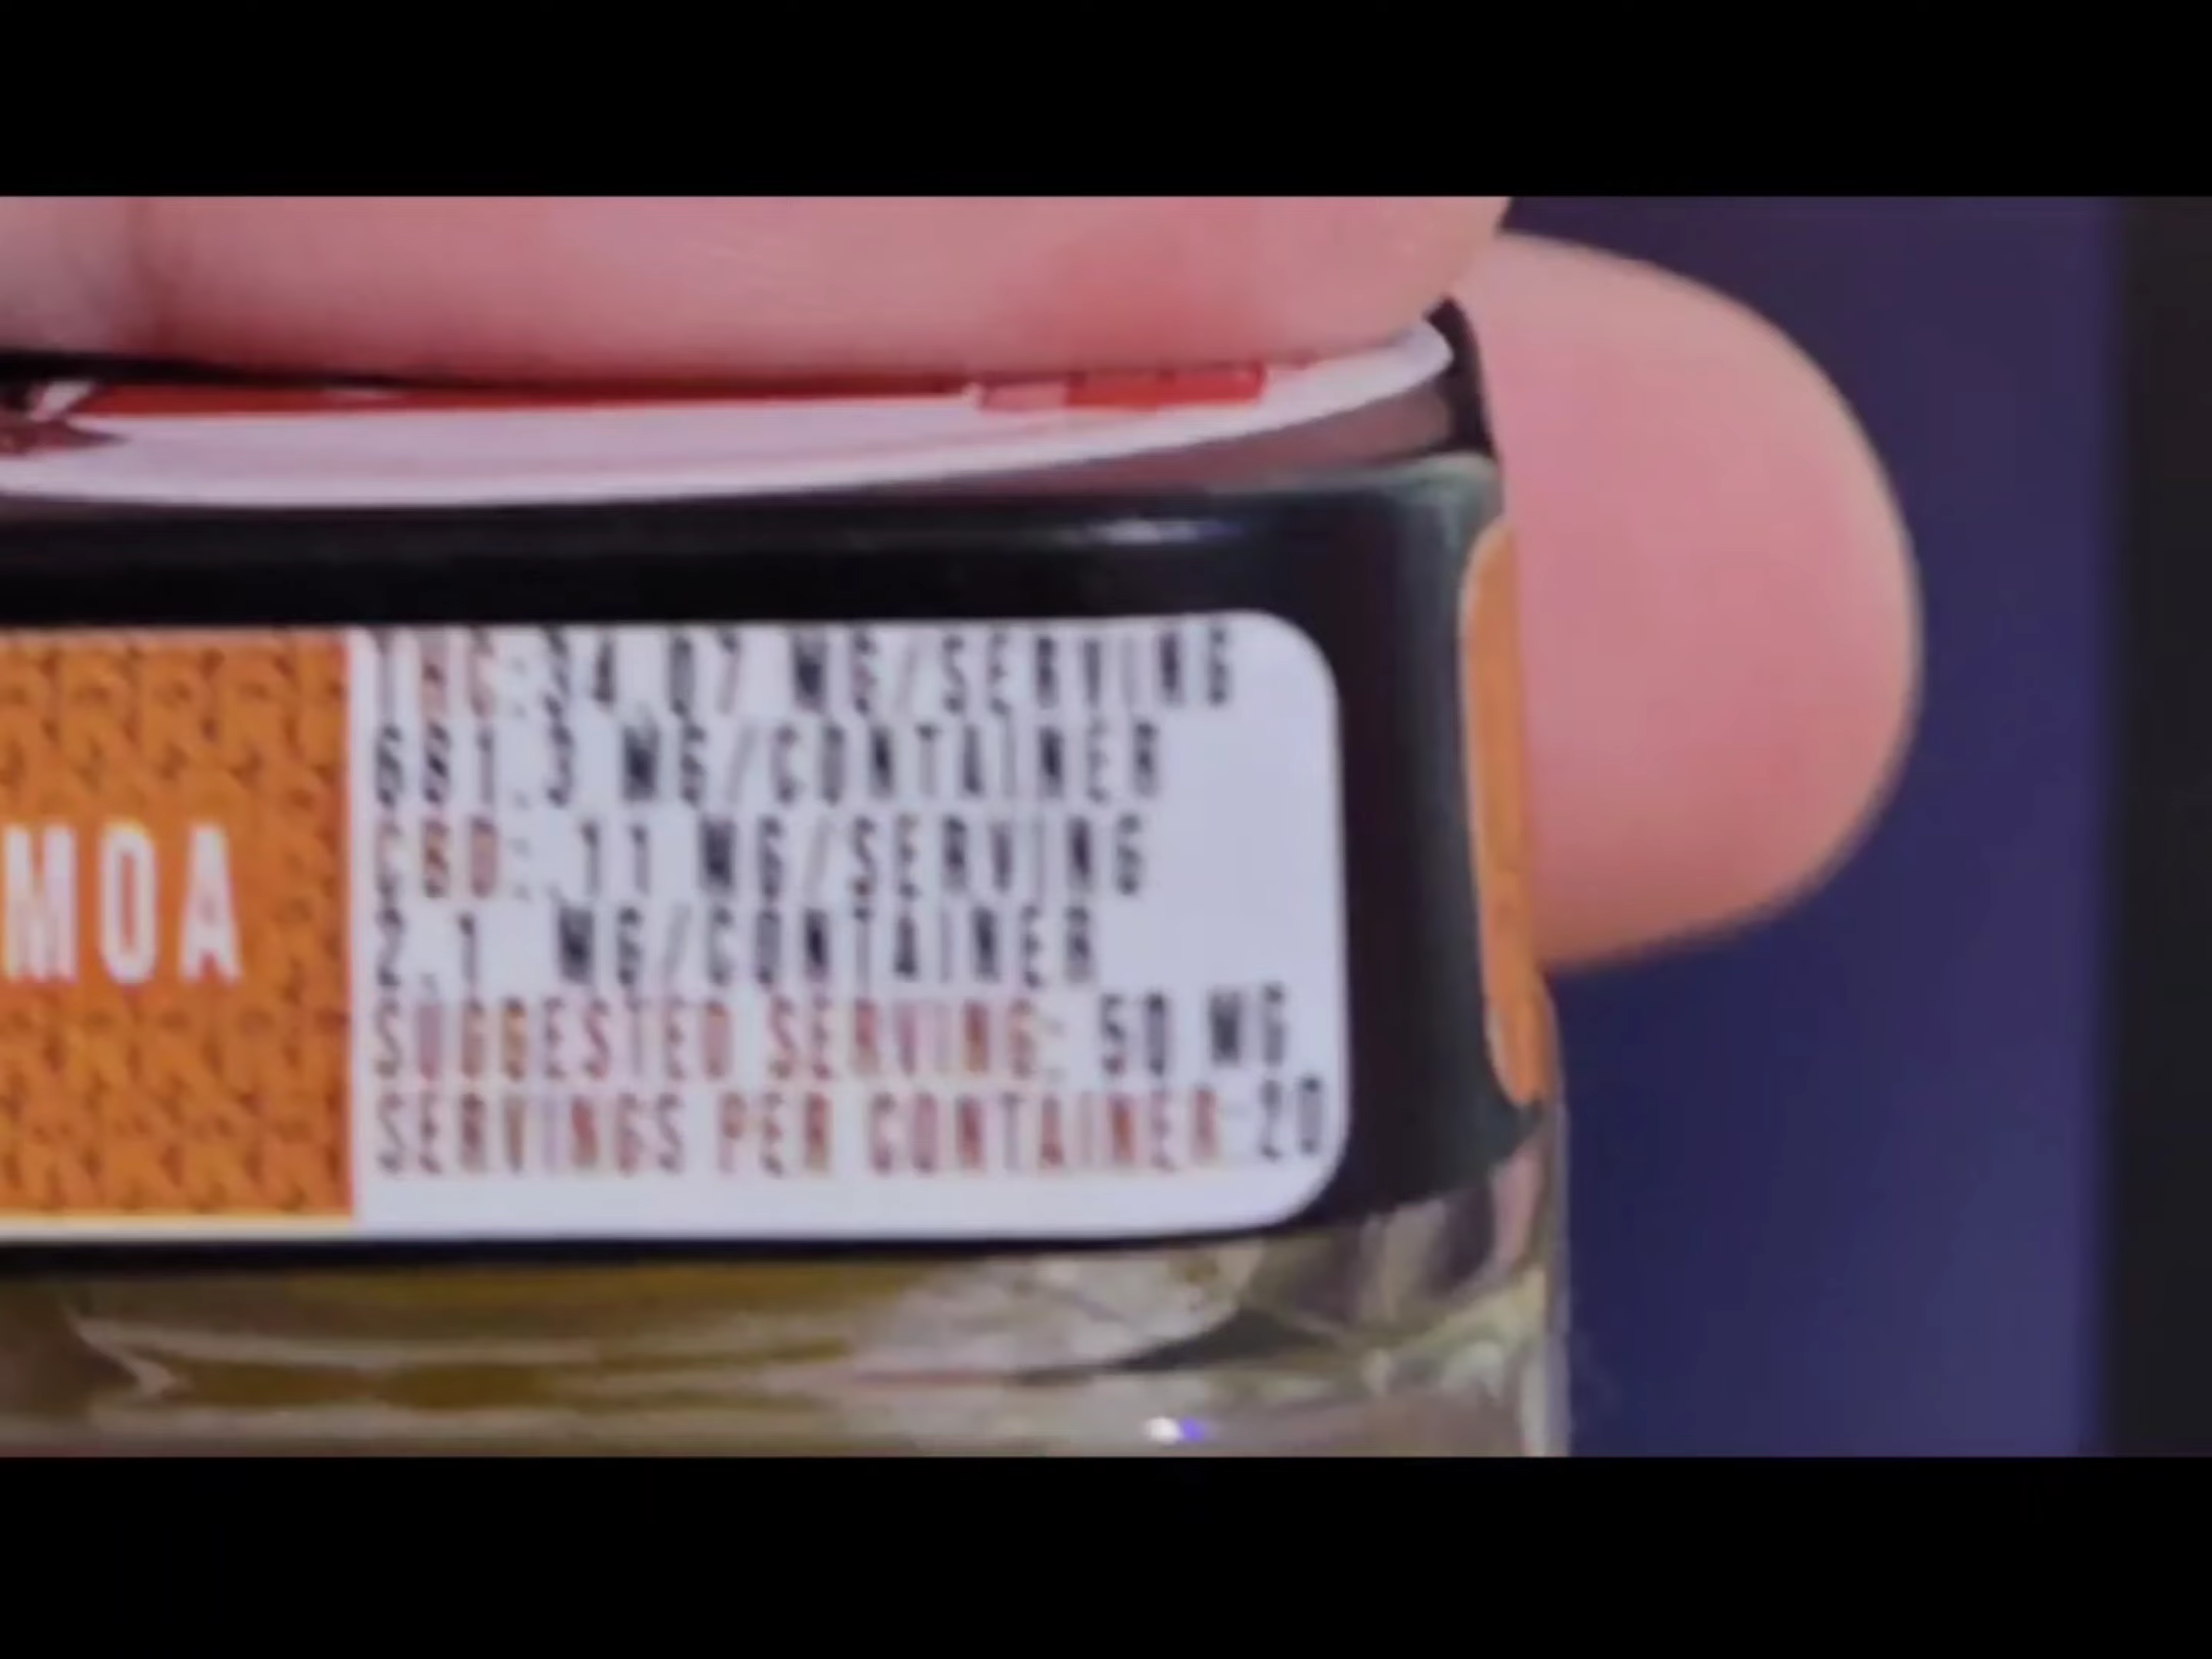 MOA
THC: 34.07 MG/SERVING
681.3 MG/CONTAINER
CBD: .11 MG/SERVING
2.1 MG/CONTAINER
SUGGESTED SERVING: 50 MG
SERVINGS PER CONTAINER: 20